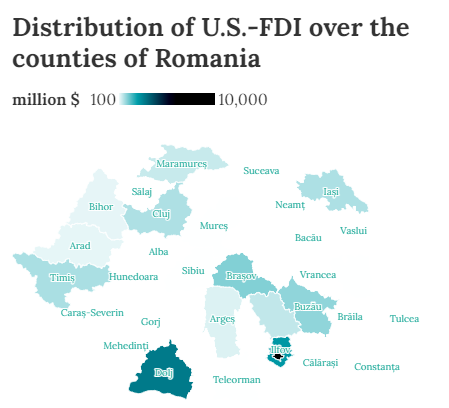 Distribution of U.S.-FDI over the
counties of Romania
million $ 100 10,000
Maramureș
Suceava
Sălaj
Iași
Bihor
Cluj
Neamț
Mureș
Vaslui
Bacău
Arad
Alba
Sibiu
Vrancea
Timiș
Hunedoara
Brașov
Buzău
Caraș-Severin
Gorj
Argeș
Brăila
Tulcea
Mehedinți
Ilfov
Călărași
Constanța
Dolj
Teleorman